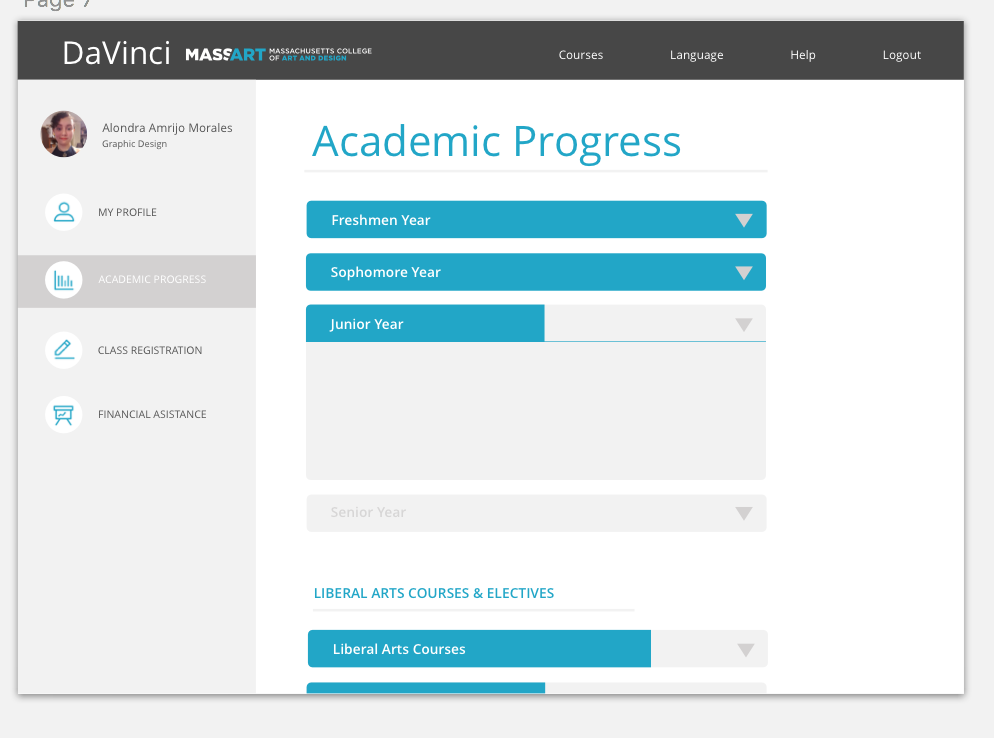 Page 7
DaVinci
MASSART MASSACHUSETTS COLLEGE
OF ART AND DESIGN
Courses
Language
Help
Logout
Alondra Amrijo Morales
Graphic Design
MY PROFILE
ACADEMIC PROGRESS
CLASS REGISTRATION
FINANCIAL ASISTANCE
Academic Progress
Freshmen Year
Sophomore Year
Junior Year
Senior Year
LIBERAL ARTS COURSES & ELECTIVES
Liberal Arts Courses